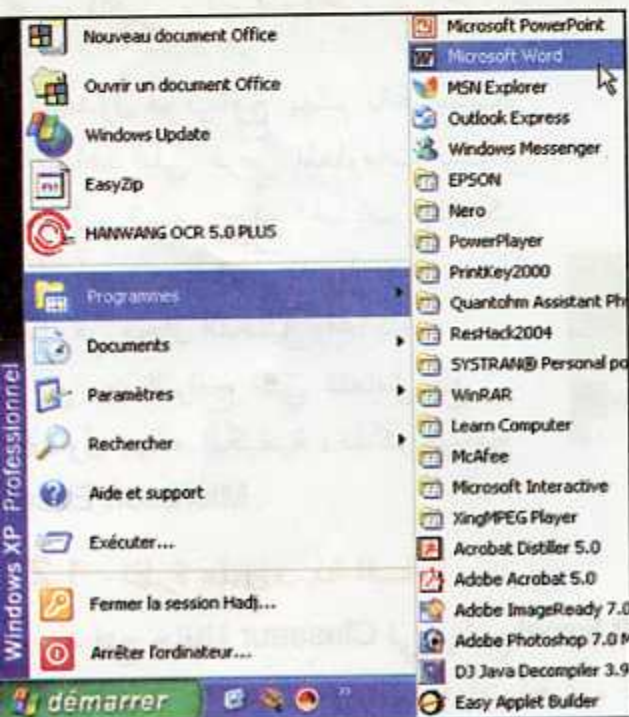 Nouveau document Office
Ouvrir un document Office
Windows Update
EasyZip
HANWANG OCR 5.0 PLUS
Programmes
Documents
Paramètres
Rechercher
Aide et support
Exécuter...
Fermer la session Hadj...
Arrêter l'ordinateur...
Windows XP Professionnel
démarrer
Microsoft PowerPoint
Microsoft Word
MSN Explorer
Outlook Express
Windows Messenger
EPSON
Nero
PowerPlayer
PrintKey2000
Quantohm Assistant Ph
ResHack2004
SYSTRAN® Personal po
WinRAR
Learn Computer
McAfee
Microsoft Interactive
XingMPEG Player
Acrobat Distiller 5.0
Adobe Acrobat 5.0
Adobe ImageReady 7.0
Adobe Photoshop 7.0 M
DJ Java Decompiler 3.9
Easy Applet Builder